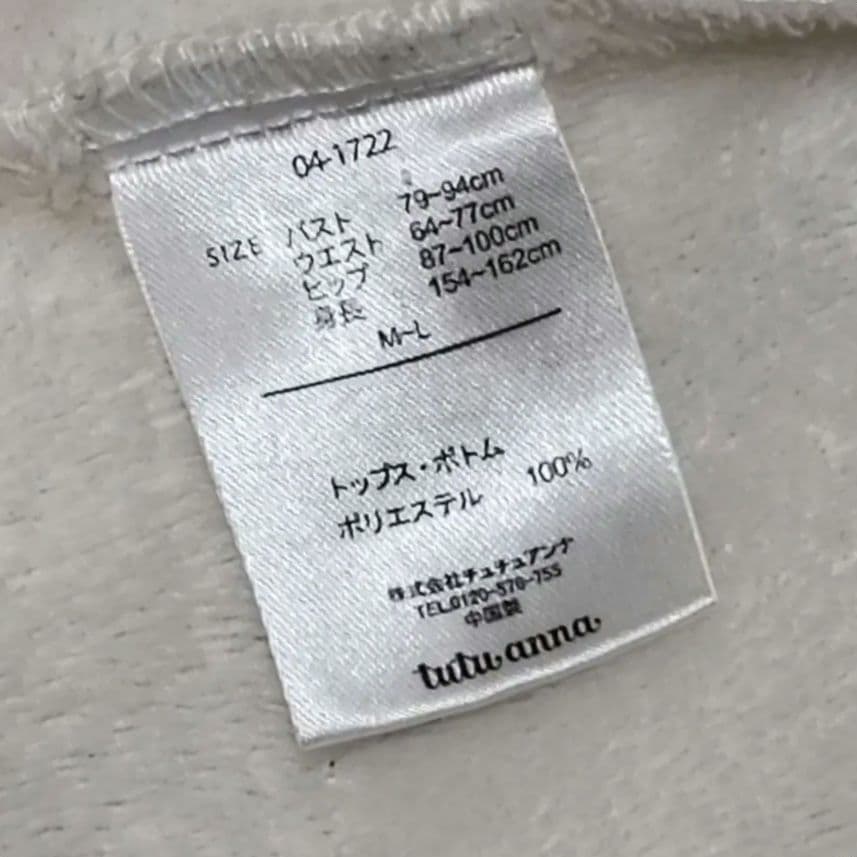 04-1722
SIZE バスト 79~94cm
ウエスト 64~77cm
ヒップ 87~100cm
身長 154~162cm
M~L
トップス・ボトム
ポリエステル 100%
株式会社チュチュアンナ
TEL.0120-576-755
中国製
tutu anna